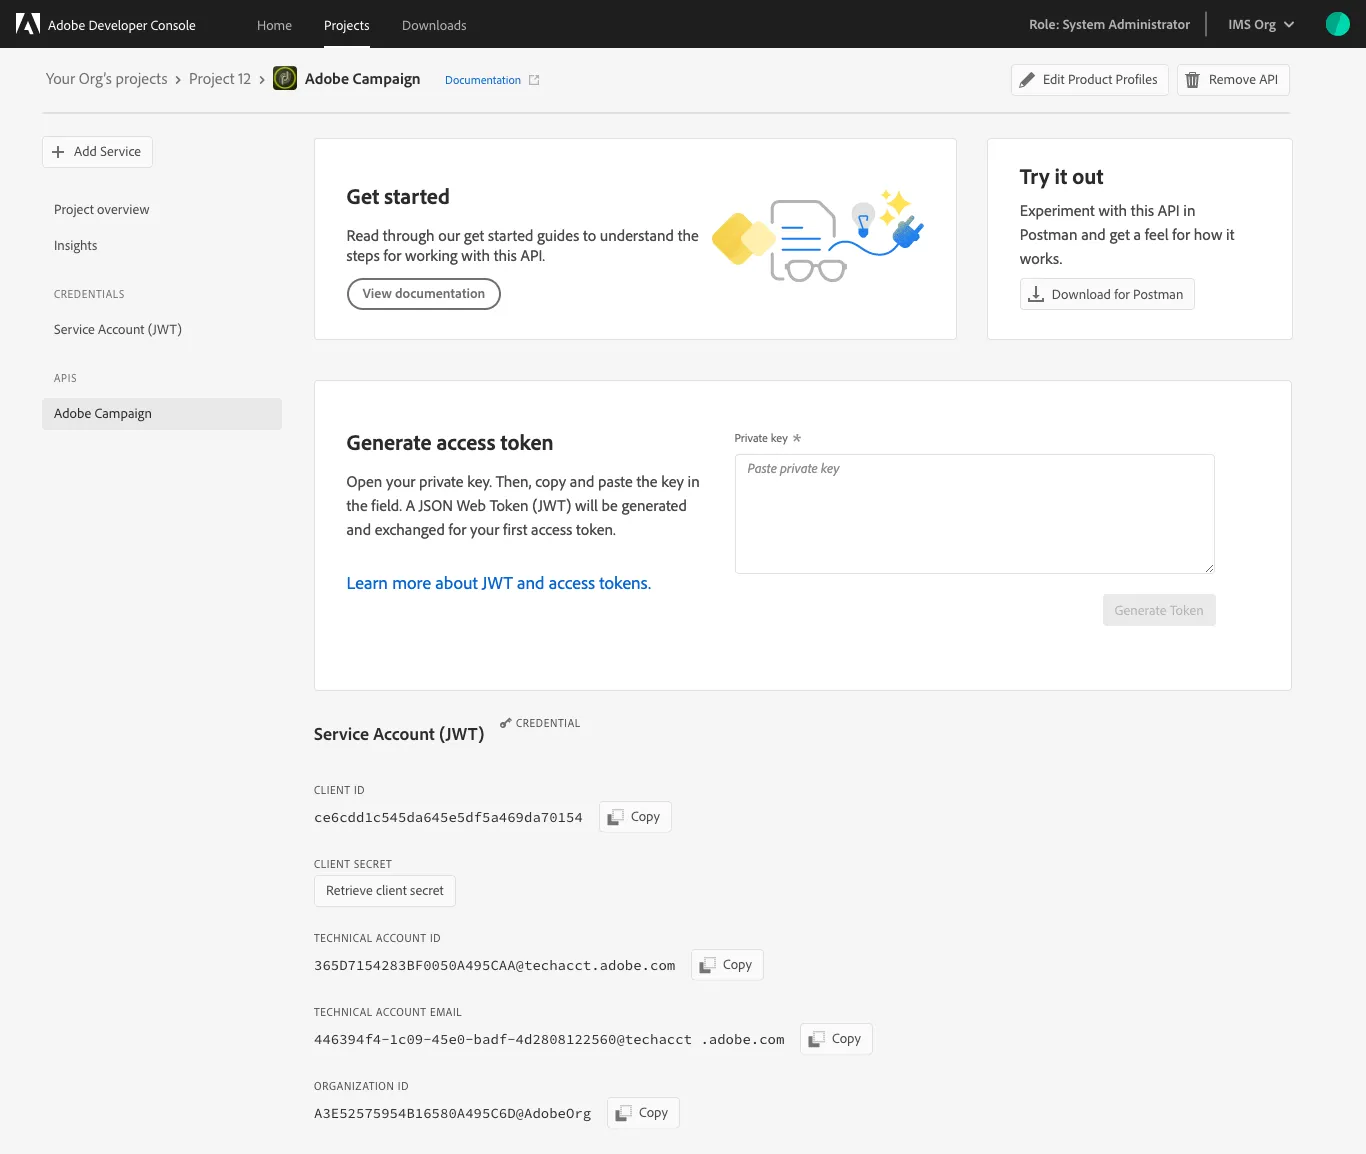 Adobe Developer Console
Home
Projects
Downloads
Role: System Administrator
IMS Org
Your Org's projects > Project 12 > Adobe Campaign
Documentation
Edit Product Profiles
Remove API
Add Service
Project overview
Insights
CREDENTIALS
Service Account (JWT)
APIS
Adobe Campaign
Get started
Read through our get started guides to understand the
steps for working with this API.
View documentation
Try it out
Experiment with this API in
Postman and get a feel for how it
works.
Download for Postman
Generate access token
Open your private key. Then, copy and paste the key in
the field. A JSON Web Token (JWT) will be generated
and exchanged for your first access token.
Learn more about JWT and access tokens.
Private key *
Paste private key
Generate Token
Service Account (JWT)
CREDENTIAL
CLIENT ID
ce6cdd1c545da645e5df5a469da70154
Copy
CLIENT SECRET
Retrieve client secret
TECHNICAL ACCOUNT ID
365D7154283BF0050A495CAA@techacct.adobe.com
Copy
TECHNICAL ACCOUNT EMAIL
446394f4-1c09-45e0-badf-4d2808122560@techacct .adobe.com
Copy
ORGANIZATION ID
A3E52575954B16580A495C6D@AdobeOrg
Copy